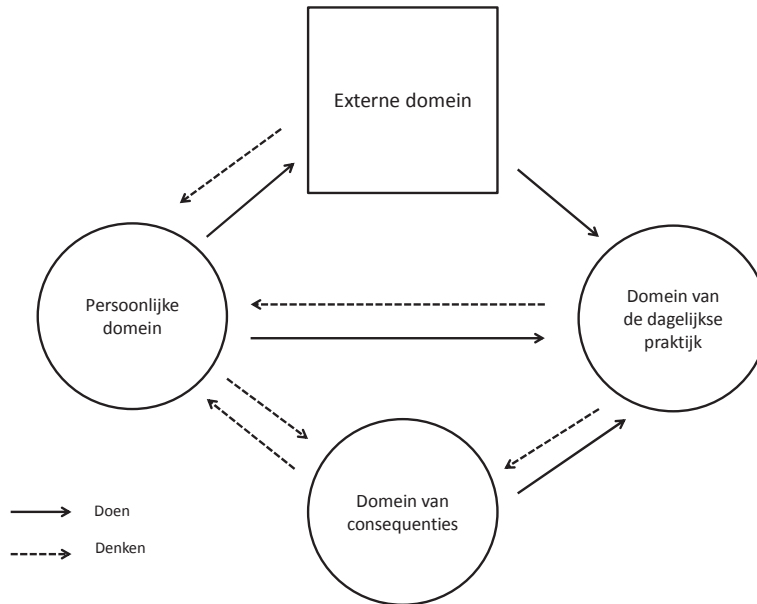 Externe domein
Persoonlijke
domein
Domein van
de dagelijkse
praktijk
Domein van
consequenties
Doen
Denken